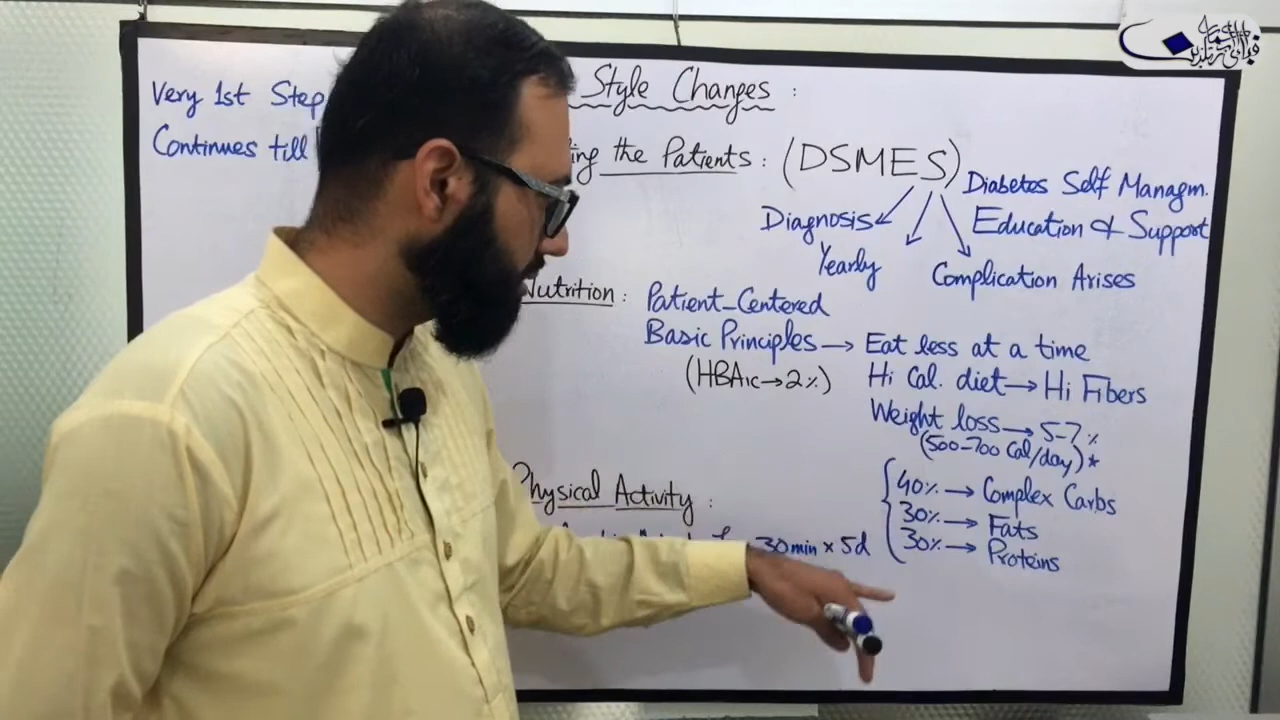 Very 1st Step
Style Changes :
Continues till
ing the Patients : (DSMES)
Diabetes Self Managm.
Education & Support
Diagnosis
Yearly
Complication Arises
Nutrition : Patient-Centered
Basic Principles → Eat less at a time
(HBA1c → 2%)
Hi Cal. diet → Hi Fibers
Weight loss → 5-7%
(500-700 Cal/day)*
40% → Complex Carbs
30% → Fats
30% → Proteins
Physical Activity :
30min × 5d